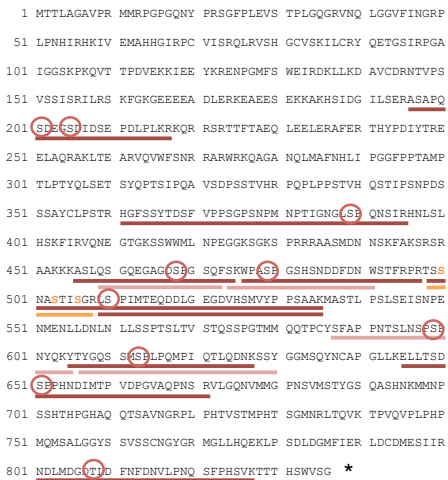 1 MTTLAGAVPR MMRPGPGQNY PRSGFPLEVS TPLGQGRVNQ LGGVFINGRP
51 LPNHIRHKIV EMAHHGIRPC VISRQLRVSH GCVSKILCRY QETGSIRPGA
101 IGGSKPKQVT TPDVEKKIEE YKRENPGMFS WEIRDKLLKD AVCDRNTVPS
151 VSSISRILRS KFGKGEEEEA DLERKEAEES EKKAKHSIDG ILSERASAPQ
201 SDEGSDIDSE PDLPLKRKQR RSRTTFTAEQ LEELERAFER THYPDIYTRE
251 ELAQRAKLTE ARVQVWFSNR RARWRKQAGA NQLMAFNHLI PGGFPPTAMP
301 TLPTYQLSET SYQPTSIPQA VSDPSSTVHR PQPLPPSTVH QSTIPSNPDS
351 SSAYCLPSTR HGFSSYTDSF VPPSGPSNPM NPTIGNGLSP QNSIRHNLSL
401 HSKFIRVQNE GTGKSSWWML NPEGGKSGKS PRRRAASMDN NSKFAKSRSR
451 AAKKKASLQS GQEGAGDSPG SQFSKWPASP GSHSNDDFDN WSTFRPRTSS
501 NASTISGRLS PIMTEQDDLG EGDVHSMVYP PSAAKMASTL PSLSEISNPE
551 NMENLLDNLN LLSSPTSLTV STQSSPGTMM QQTPCYSFAP PNTSLNSPSP
601 NYQKYTYGQS SMSPLPQMPI QTLQDNKSSY GGMSQYNCAP GLLKELLTSD
651 SPPHNDIMTP VDPGVAQPNS RVLGQNVMMG PNSVMSTYGS QASHNKMMNP
701 SSHTHPGHAQ QTSAVNGRPL PHTVSTMPHT SGMNRLTQVK TPVQVPLPHP
751 MQMSALGGYS SVSSCNGYGR MGLLHQEKLP SDLDGMFIER LDCDMESIIR
801 NDLMDGDTLD FNFDNVLPNQ SFPHSVKTTT HSWVSG *